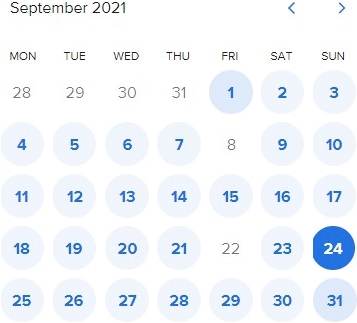 September 2021
MON TUE WED THU FRI SAT SUN
28 29 30 31 1 2 3
4 5 6 7 8 9 10
11 12 13 14 15 16 17
18 19 20 21 22 23 24
25 26 27 28 29 30 31